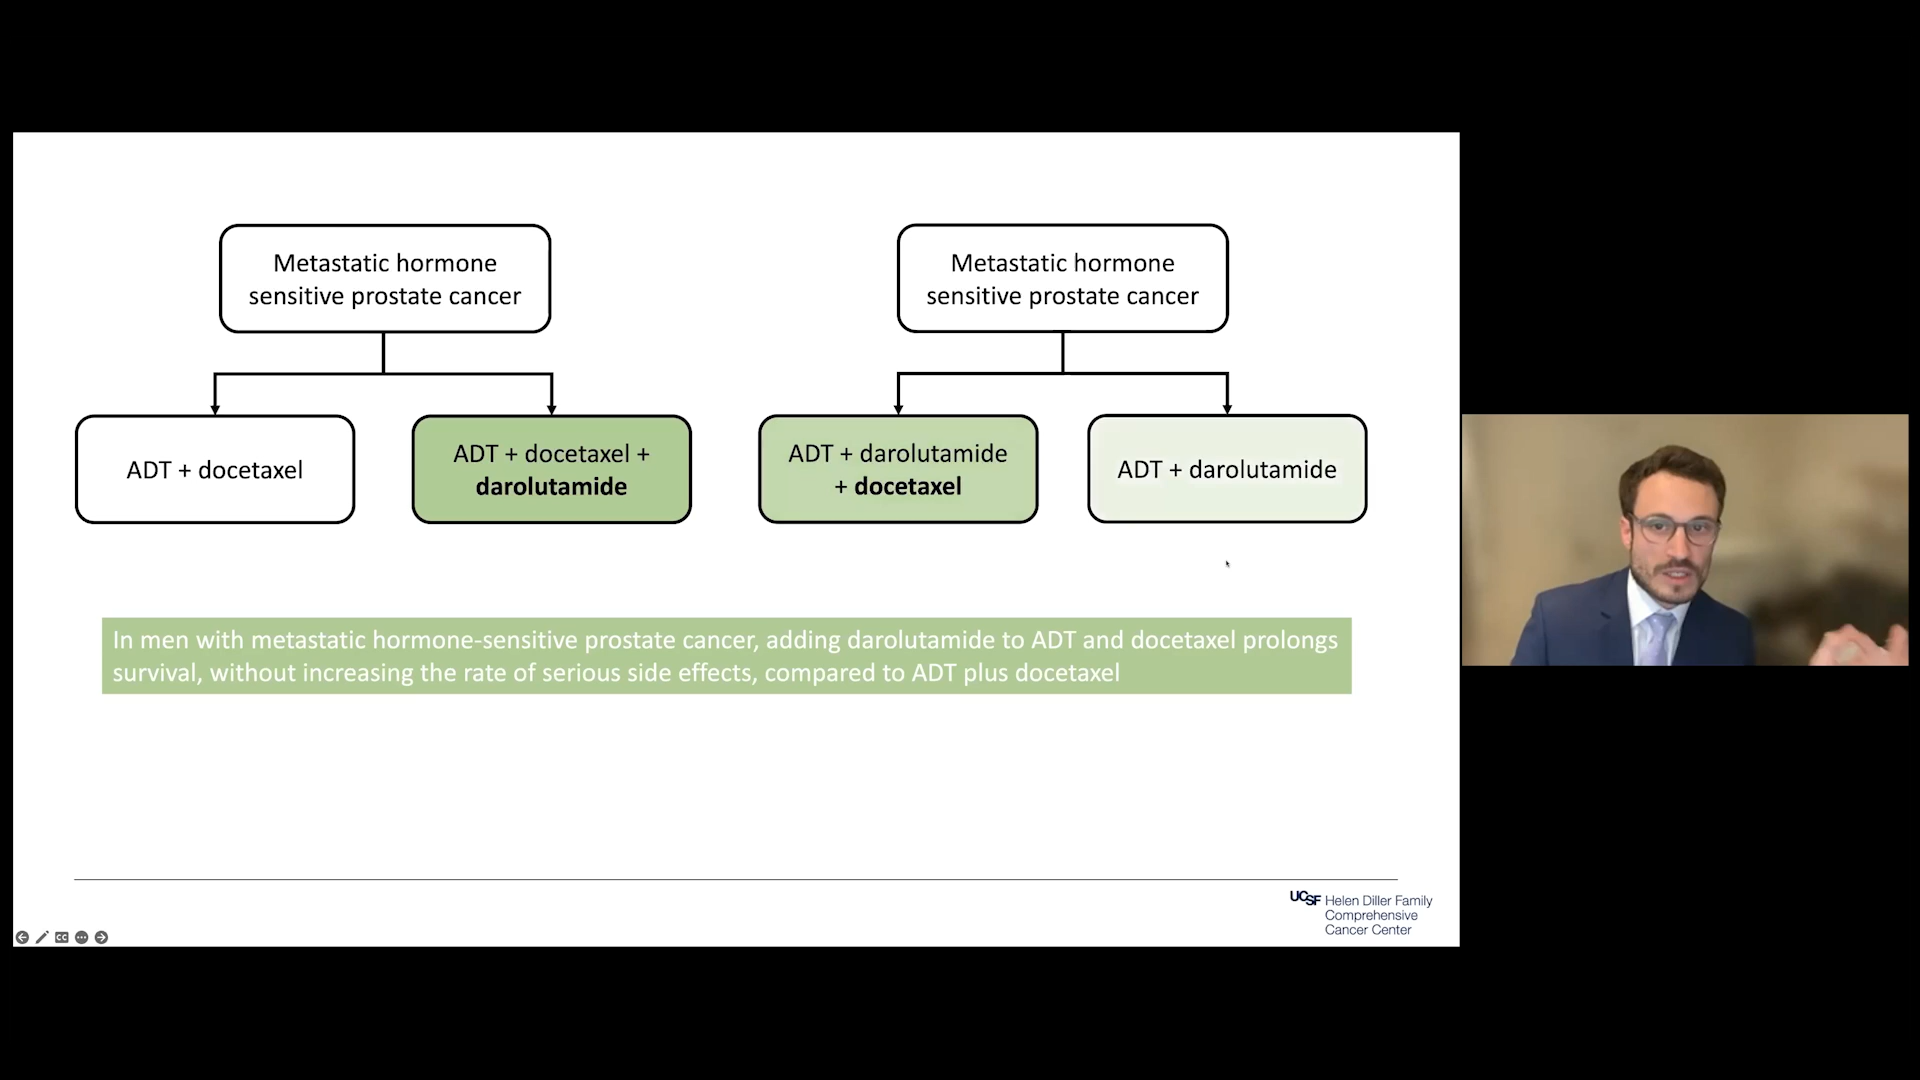 Metastatic hormone
sensitive prostate cancer
ADT + docetaxel
ADT + docetaxel +
darolutamide
Metastatic hormone
sensitive prostate cancer
ADT + darolutamide
+ docetaxel
ADT + darolutamide
In men with metastatic hormone-sensitive prostate cancer, adding darolutamide to ADT and docetaxel prolongs
survival, without increasing the rate of serious side effects, compared to ADT plus docetaxel
UCSF Helen Diller Family
Comprehensive
Cancer Center
CC